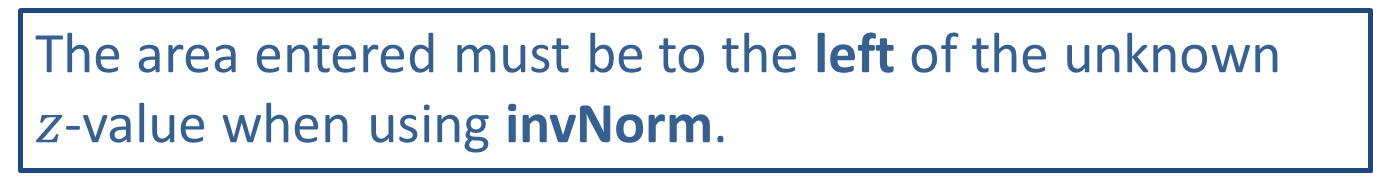 The area entered must be to the left of the unknown
z-value when using invNorm.